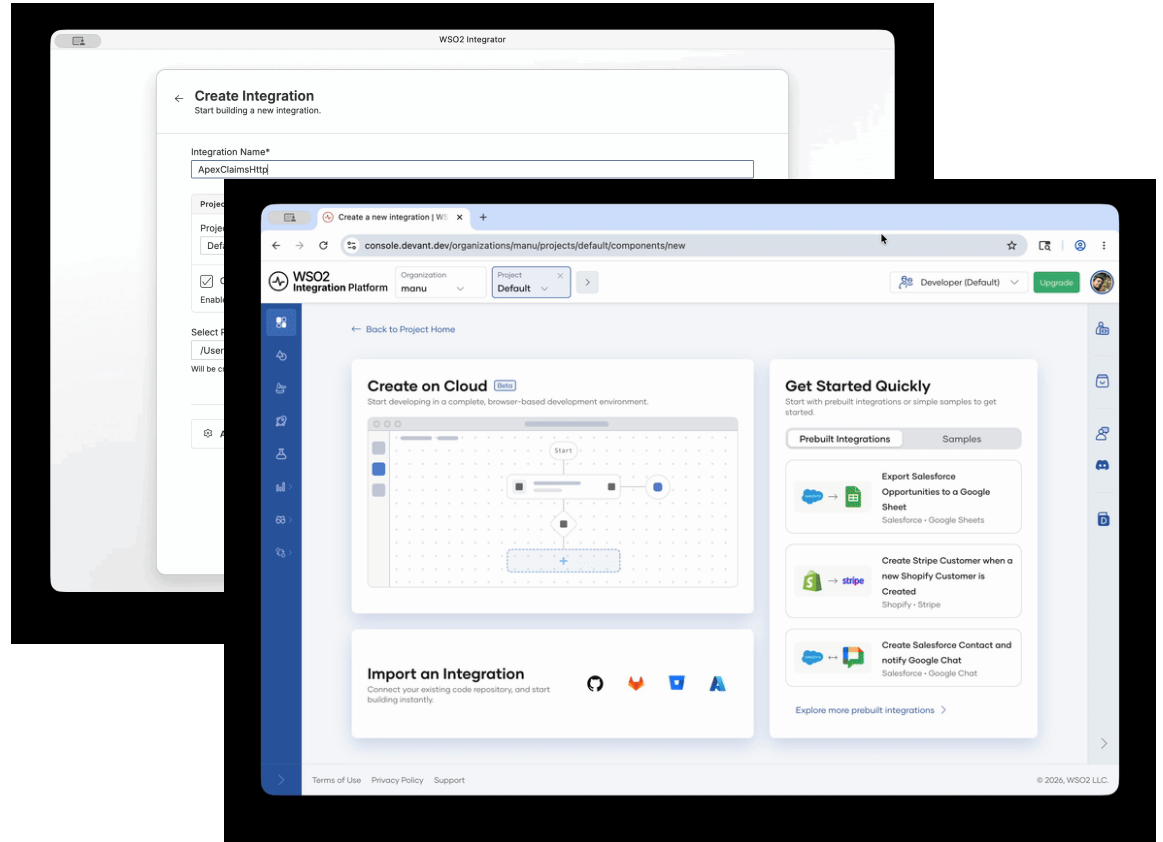 WSO2 Integrator
Create Integration
Start building a new integration.
Integration Name*
ApexClaimsHttp
Create a new integration | WS
console.devant.dev/organizations/manu/projects/default/components/new
WSO2
Integration Platform
Organization
manu
Project
Default
Developer (Default)
Upgrade
Back to Project Home
Create on Cloud
Beta
Start developing in a complete, browser-based development environment.
Start
Import an Integration
Connect your existing code repository, and start
building instantly.
Get Started Quickly
Start with prebuilt integrations or simple samples to get
started.
Prebuilt Integrations
Samples
Export Salesforce
Opportunities to a Google
Sheet
Salesforce • Google Sheets
stripe
Create Stripe Customer when a
new Shopify Customer is
Created
Shopify • Stripe
Create Salesforce Contact and
notify Google Chat
Salesforce • Google Chat
Explore more prebuilt integrations
Terms of Use
Privacy Policy
Support
© 2026, WSO2 LLC.